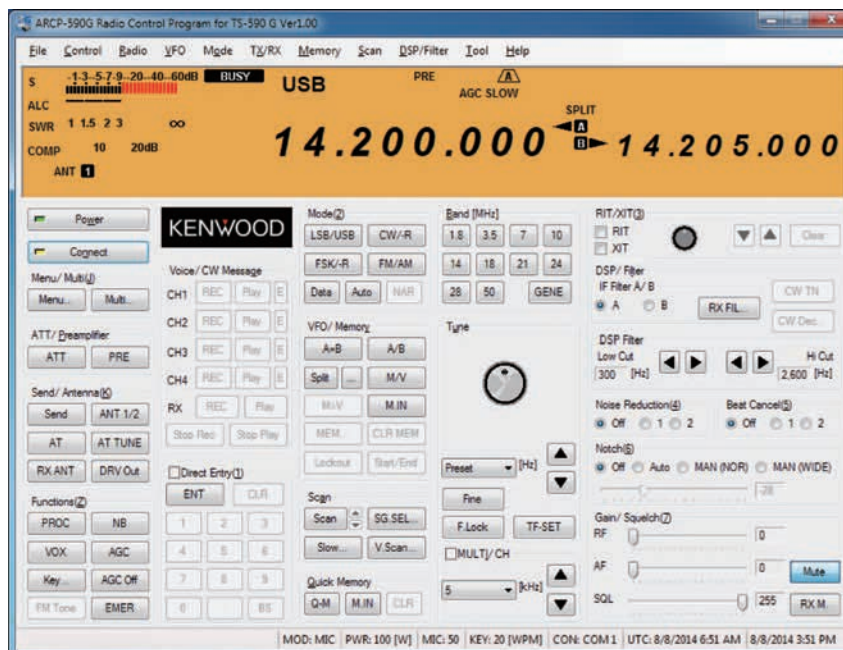 ARCP-590G Radio Control Program for TS-590 G Ver1.00
File Control Radio VFO Mode TX/RX Memory Scan DSP/Filter Tool Help
S -1-3--5-7-9--20--40--60dB BUSY USB PRE A
AGC SLOW
ALC
SWR 1 1.5 2 3 ∞
SPLIT
COMP 10 20dB
14.200.000 A
B 14.205.000
ANT 1
Power
Connect
Menu/ Multi(J)
Menu... Multi...
ATT/ Preamplifier
ATT PRE
Send/ Antenna(K)
Send ANT 1/2
AT AT TUNE
RX ANT DRV Out
Functions(Z)
PROC NB
VOX AGC
Key... AGC Off
FM Tone EMER
KENWOOD
Voice/ CW Message
CH1 REC Play E
CH2 REC Play E
CH3 REC Play E
CH4 REC Play E
RX REC Play
Stop Rec Stop Play
Direct Entry(1)
ENT CLR
1 2 3
4 5 6
7 8 9
0 BS
Mode(2)
LSB/USB CW/-R
FSK/-R FM/AM
Data Auto NAR
VFO/ Memory
A=B A/B
Split ... M/V
M>V M.IN
MEM... CLR MEM
Lockout Start/End
Scan
Scan SG.SEL...
Slow... V.Scan...
Quick Memory
Q-M M.IN CLR
Band [MHz]
1.8 3.5 7 10
14 18 21 24
28 50 GENE
Tune
Preset [Hz]
Fine
F.Lock TF-SET
MULTI/ CH
5 [kHz]
RIT/XIT(3)
RIT
XIT
Clear
DSP/ Filter
IF Filter A/ B
A B RX FIL... CW TN
CW Dec...
DSP Filter
Low Cut Hi Cut
300 [Hz] 2,600 [Hz]
Noise Reduction(4) Beat Cancel(5)
Off 1 2 Off 1 2
Notch(6)
Off Auto MAN (NOR) MAN (WIDE)
Gain/ Squelch(7)
RF 0
AF 0 Mute
SQL 255 RX M.
MOD: MIC PWR: 100 [W] MIC: 50 KEY: 20 [WPM] CON: COM 1 UTC: 8/8/2014 6:51 AM 8/8/2014 3:51 PM